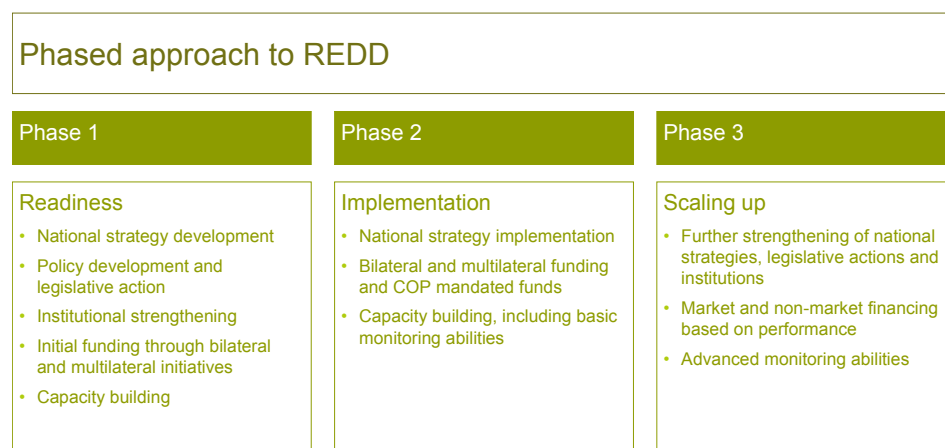 Phased approach to REDD
Phase 1
Phase 2
Phase 3
Readiness
• National strategy development
• Policy development and
legislative action
• Institutional strengthening
• Initial funding through bilateral
and multilateral initiatives
• Capacity building
Implementation
• National strategy implementation
• Bilateral and multilateral funding
and COP mandated funds
• Capacity building, including basic
monitoring abilities
Scaling up
• Further strengthening of national
strategies, legislative actions and
institutions
• Market and non-market financing
based on performance
• Advanced monitoring abilities